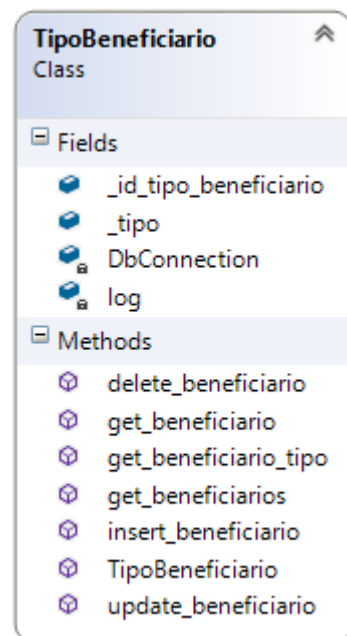 TipoBeneficiario
Class
Fields
_id_tipo_beneficiario
_tipo
DbConnection
log
Methods
delete_beneficiario
get_beneficiario
get_beneficiario_tipo
get_beneficiarios
insert_beneficiario
TipoBeneficiario
update_beneficiario